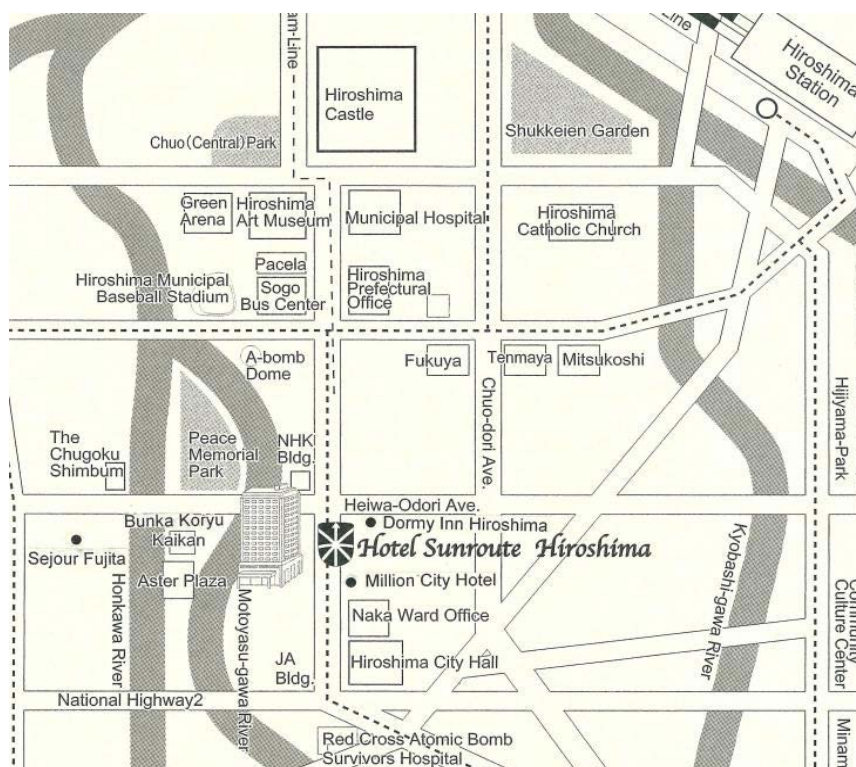 am-Line
Line
Hiroshima
Station
Hiroshima
Castle
Shukkeien Garden
Chuo(Central)Park
Green
Arena
Hiroshima
Art Museum
Municipal Hospital
Hiroshima
Catholic Church
Pacela
Hiroshima Municipal
Baseball Stadium
Sogo
Bus Center
Hiroshima
Prefectural
Office
A-bomb
Dome
Fukuya
Tenmaya
Mitsukoshi
Chuo-dori Ave.
Hijiyama-Park
The
Chugoku
Shimbum
Peace
Memorial
Park
NHK
Bldg.
Heiwa-Odori Ave.
Bunka Koryu
Kaikan
Dormy Inn Hiroshima
Hotel Sunroute Hiroshima
Sejour Fujita
Aster Plaza
Million City Hotel
Honkawa River
Motoyasu-gawa River
Kyobashi-gawa River
Community
Culture Center
Naka Ward Office
JA
Bldg.
Hiroshima City Hall
National Highway2
Red Cross Atomic Bomb
Survivors Hospital
Minam